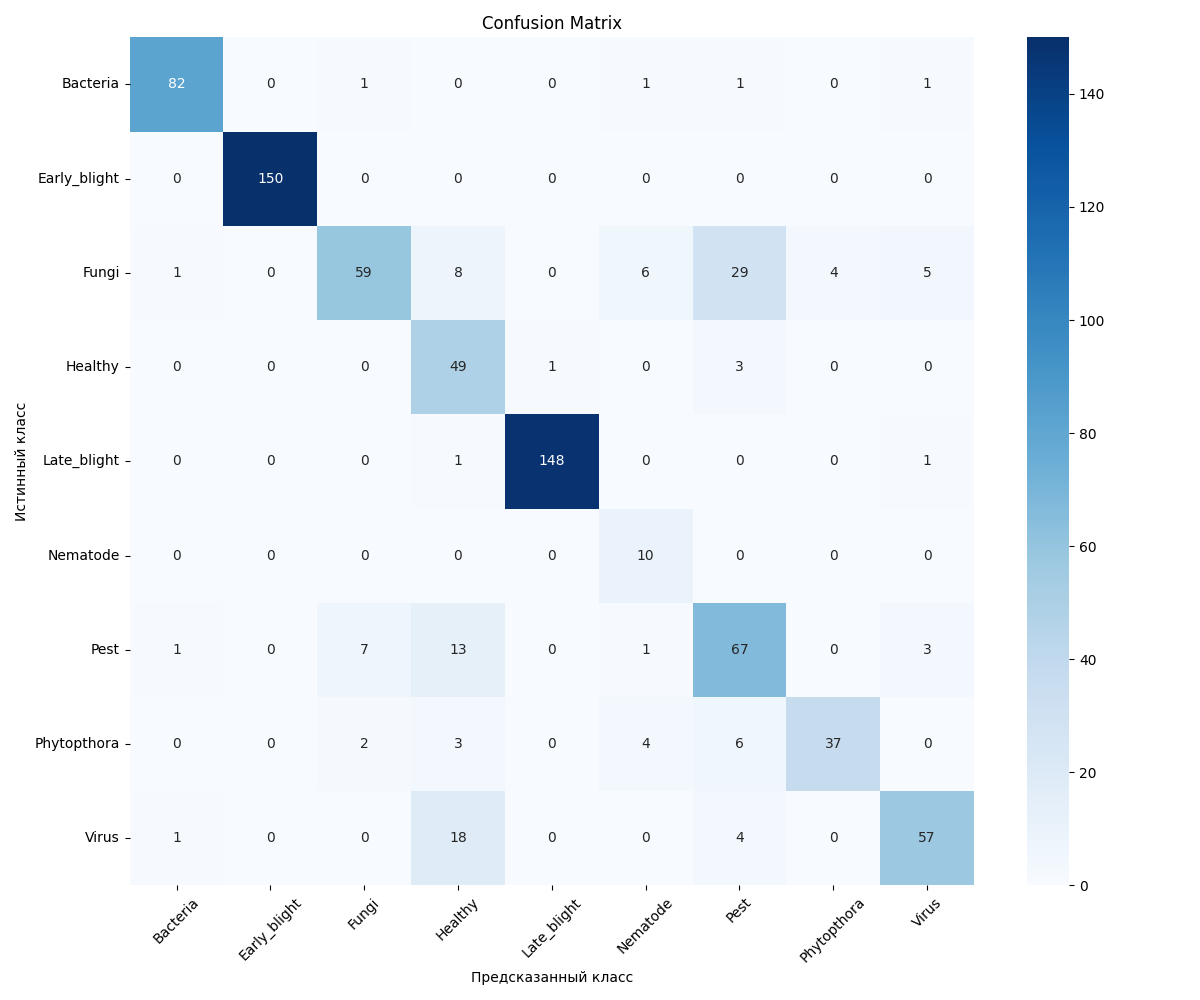 Confusion Matrix
Истинный класс
Bacteria 82 0 1 0 0 1 1 0 1
Early_blight 0 150 0 0 0 0 0 0 0
Fungi 1 0 59 8 0 6 29 4 5
Healthy 0 0 0 49 1 0 3 0 0
Late_blight 0 0 0 1 148 0 0 0 1
Nematode 0 0 0 0 0 10 0 0 0
Pest 1 0 7 13 0 1 67 0 3
Phytopthora 0 0 2 3 0 4 6 37 0
Virus 1 0 0 18 0 0 4 0 57
Bacteria Early_blight Fungi Healthy Late_blight Nematode Pest Phytopthora Virus
Предсказанный класс
140
120
100
80
60
40
20
0